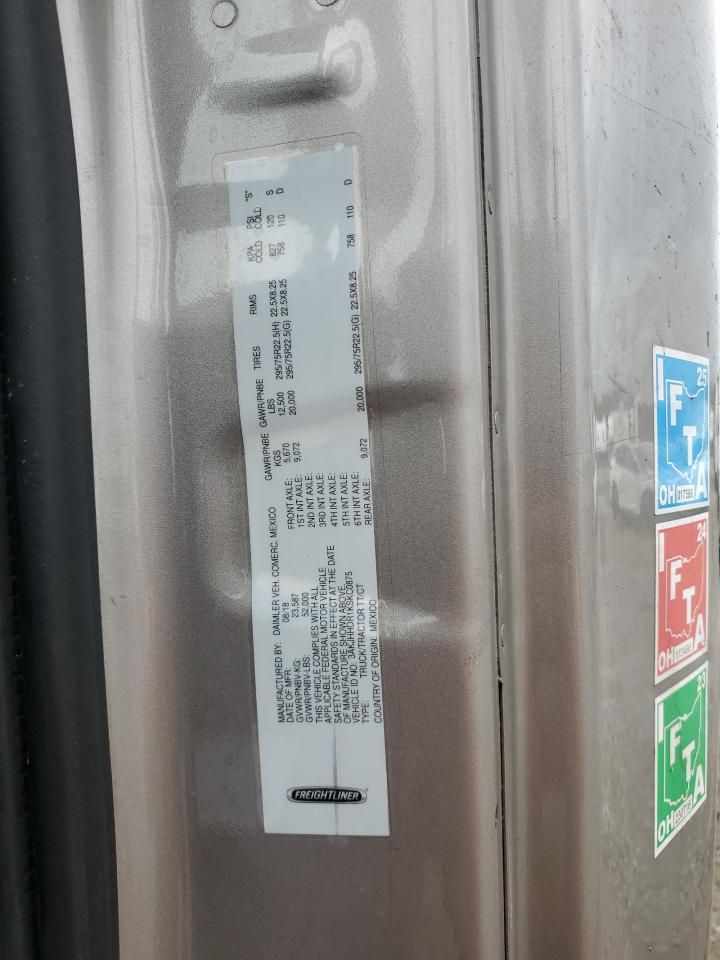 FREIGHTLINER
MANUFACTURED BY: DAIMLER VEH. COMERC. MEXICO
DATE OF MFR: 08/18
GVWR/PNBV-KG: 23,587
GVWR/PNBV-LBS: 52,000
THIS VEHICLE COMPLIES WITH ALL
APPLICABLE FEDERAL MOTOR VEHICLE
SAFETY STANDARDS IN EFFECT AT THE DATE
OF MANUFACTURE SHOWN ABOVE.
VEHICLE ID NO: 3AKJHHDR1KSKC0875
TYPE: TRUCK/TRACTOR TT/CT
COUNTRY OF ORIGIN: MEXICO
GAWR/PNBE KGS GAWR/PNBE LBS TIRES RIMS KPA COLD PSI COLD "S"
FRONT AXLE: 5,670 12,500 295/75R22.5(H) 22.5X8.25 827 120 S
1ST INT AXLE: 9,072 20,000 295/75R22.5(G) 22.5X8.25 758 110 D
2ND INT AXLE:
3RD INT AXLE:
4TH INT AXLE:
5TH INT AXLE:
6TH INT AXLE:
REAR AXLE: 9,072 20,000 295/75R22.5(G) 22.5X8.25 758 110 D
I 25
F
T
OH A
I 24
F
T
OH A
I 23
F
T
OH A